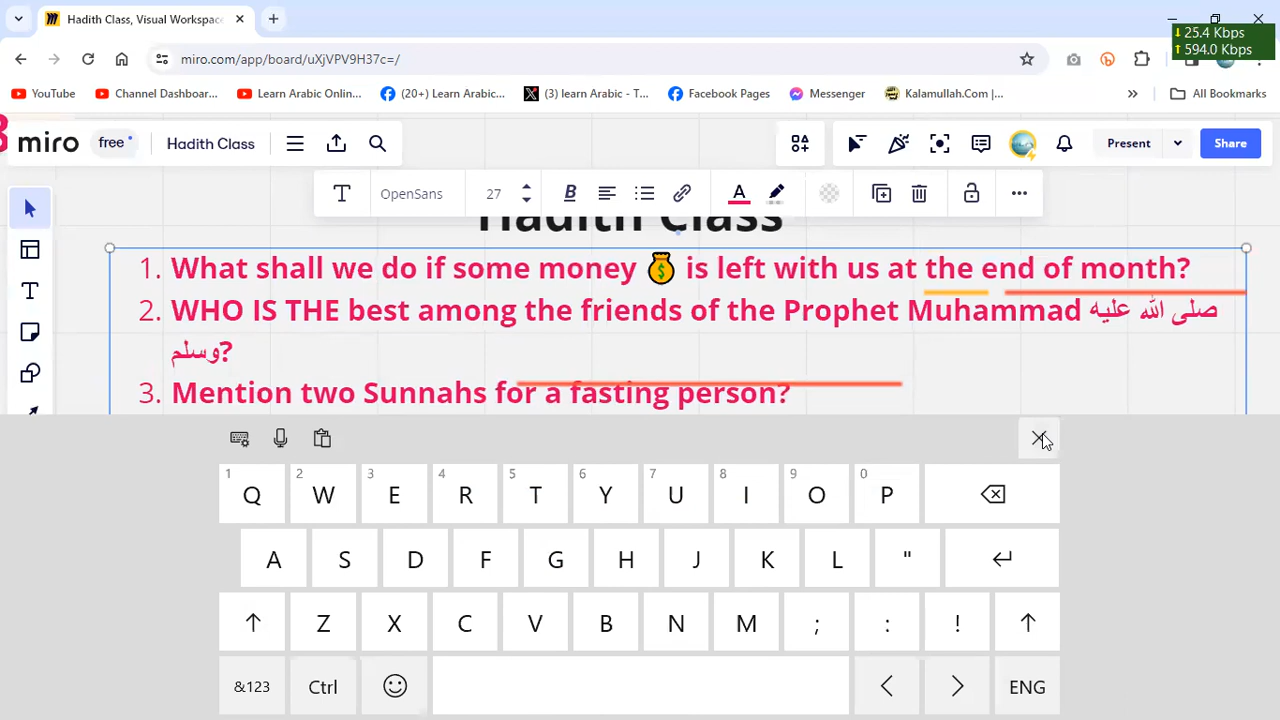 Hadith Class, Visual Workspace
25.4 Kbps
594.0 Kbps
miro.com/app/board/uXjVPV9H37c=/
YouTube
Channel Dashboar...
Learn Arabic Onlin...
(20+) Learn Arabic...
(3) learn Arabic - T...
Facebook Pages
Messenger
Kalamullah.Com |...
All Bookmarks
miro free Hadith Class
Present
Share
OpenSans 27 B A
Hadith Class
1. What shall we do if some money 💰 is left with us at the end of month?
2. WHO IS THE best among the friends of the Prophet Muhammad صلى الله عليه
وسلم?
3. Mention two Sunnahs for a fasting person?
1 Q 2 W 3 E 4 R 5 T 6 Y 7 U 8 I 9 O 0 P
A S D F G H J K L "
Z X C V B N M ; : !
&123 Ctrl ENG